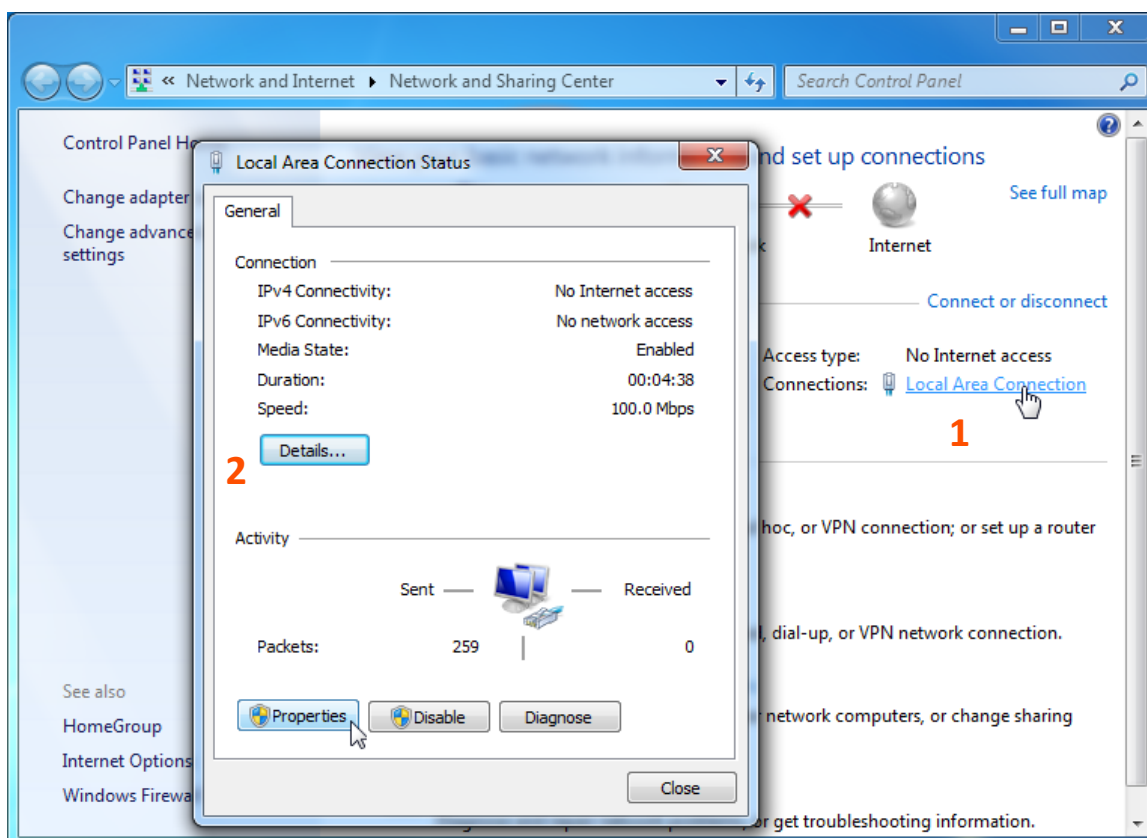 « Network and Internet Network and Sharing Center
Search Control Panel
Control Panel
Change adapter
Change
settings
See also
HomeGroup
Internet Options
Windows
Local Area Connection Status
General
Connection
IPv4 Connectivity: No Internet access
IPv6 Connectivity: No network access
Media State: Enabled
Duration: 00:04:38
Speed: 100.0 Mbps
Details...
2
Activity
Sent Received
Packets: 259 0
Properties Disable Diagnose
Close
and set up connections
See full map
Internet
Connect or disconnect
Access type: No Internet access
Connections: Local Area Connection
1
hoc, or VPN connection; or set up a router
dial-up, or VPN network connection.
network computers, or change sharing
or get troubleshooting information.